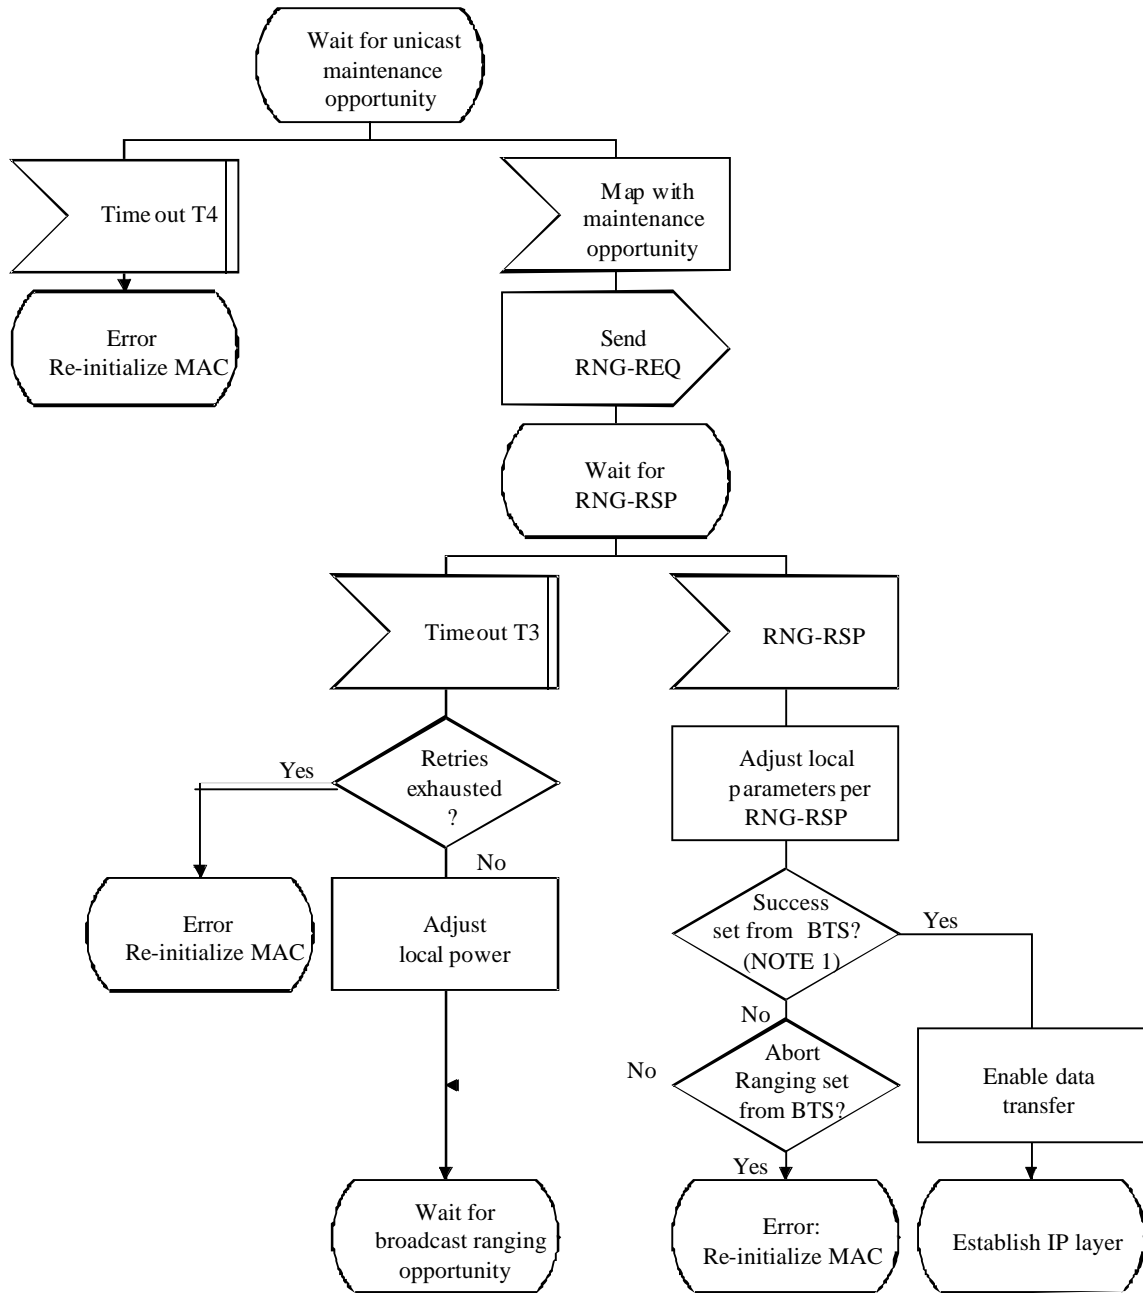 Wait for unicast
maintenance
opportunity
Time out T4
Map with
maintenance
opportunity
Error
Re-initialize MAC
Send
RNG-REQ
Wait for
RNG-RSP
Timeout T3
RNG-RSP
Retries
exhausted
?
Yes
No
Adjust local
parameters per
RNG-RSP
Error
Re-initialize MAC
Adjust
local power
Success
set from BTS?
(NOTE 1)
Yes
No
Abort
Ranging set
from BTS?
No
Yes
Enable data
transfer
Wait for
broadcast ranging
opportunity
Error:
Re-initialize MAC
Establish IP layer